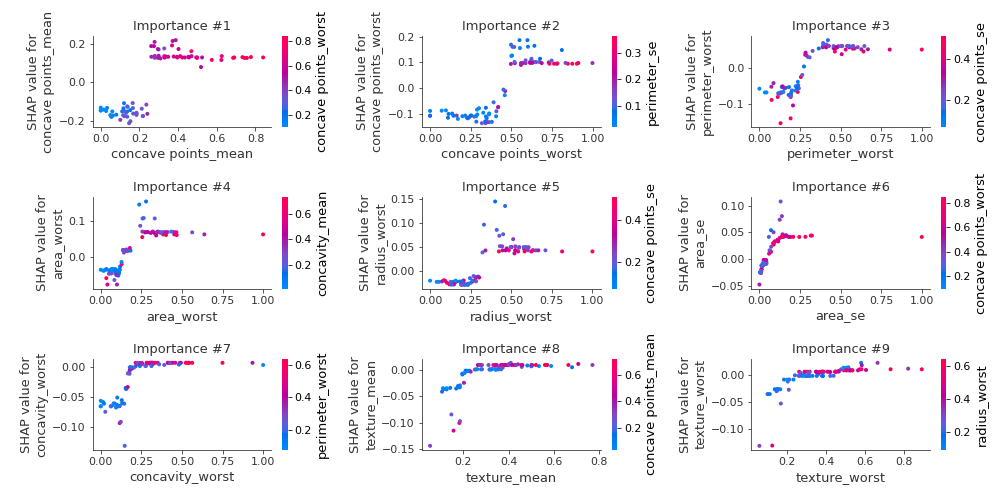 Importance #1
SHAP value for
concave points_mean
0.2
0.0
−0.2
0.0
0.2
0.4
0.6
0.8
concave points_mean
0.8
0.6
0.4
0.2
concave points_worst
Importance #2
SHAP value for
concave points_worst
0.2
0.1
0.0
−0.1
0.00
0.25
0.50
0.75
1.00
concave points_worst
0.3
0.2
0.1
perimeter_se
Importance #3
SHAP value for
perimeter_worst
0.0
−0.1
0.00
0.25
0.50
0.75
1.00
perimeter_worst
0.4
0.2
concave points_se
Importance #4
SHAP value for
area_worst
0.1
0.0
0.00
0.25
0.50
0.75
1.00
area_worst
0.6
0.4
0.2
concavity_mean
Importance #5
SHAP value for
radius_worst
0.15
0.10
0.05
0.00
0.00
0.25
0.50
0.75
1.00
radius_worst
0.4
0.2
concave points_se
Importance #6
SHAP value for
area_se
0.10
0.05
0.00
−0.05
0.00
0.25
0.50
0.75
1.00
area_se
0.8
0.6
0.4
0.2
concave points_worst
Importance #7
SHAP value for
concavity_worst
0.00
−0.05
−0.10
0.00
0.25
0.50
0.75
1.00
concavity_worst
0.6
0.4
0.2
perimeter_worst
Importance #8
SHAP value for
texture_mean
0.00
−0.05
−0.10
−0.15
0.2
0.4
0.6
0.8
texture_mean
0.6
0.4
0.2
concave points_mean
Importance #9
SHAP value for
texture_worst
0.00
−0.05
−0.10
0.2
0.4
0.6
0.8
texture_worst
0.6
0.4
0.2
radius_worst